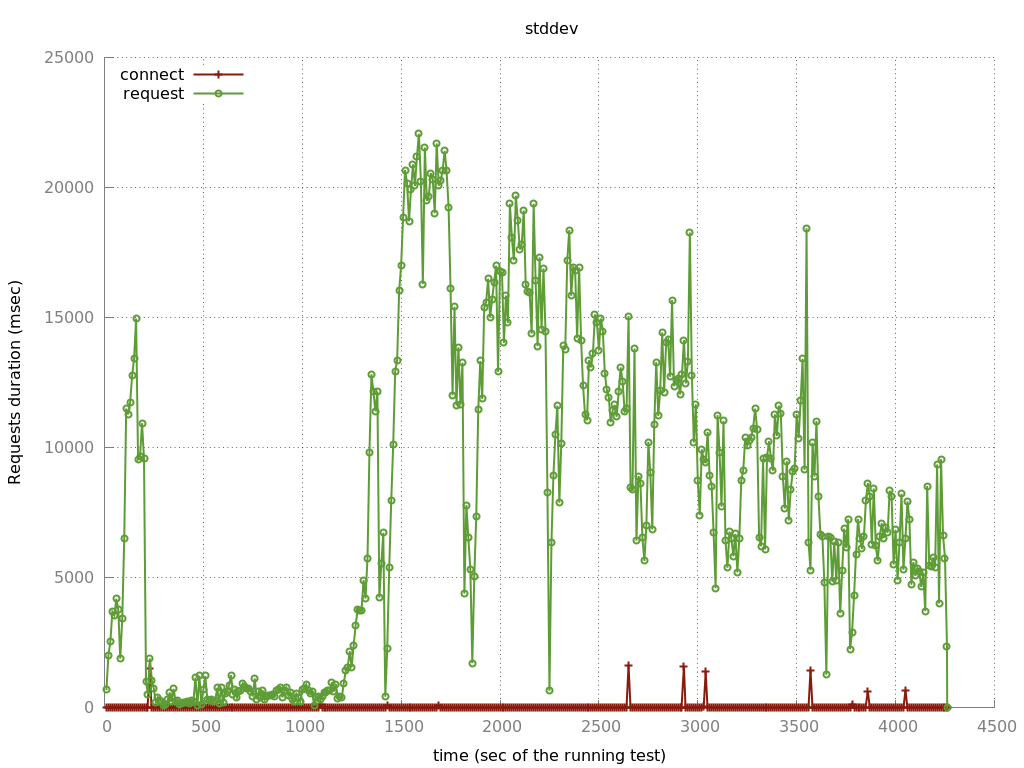 stddev
25000
20000
15000
10000
5000
0
connect
request
Requests duration (msec)
0 500 1000 1500 2000 2500 3000 3500 4000 4500
time (sec of the running test)